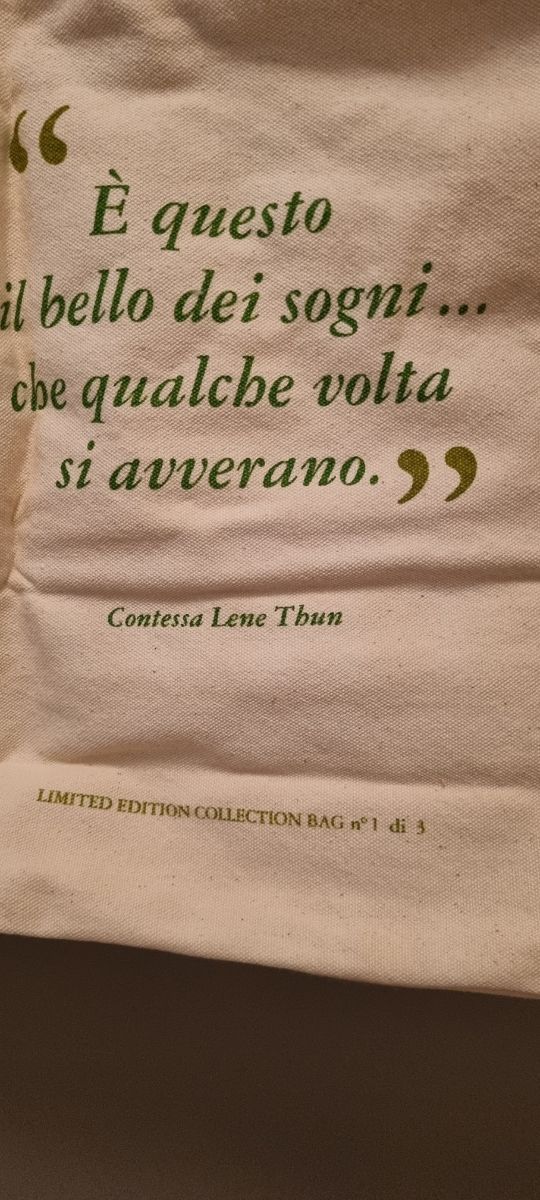 “
È questo
il bello dei sogni...
che qualche volta
si avverano.”
Contessa Lene Thun
LIMITED EDITION COLLECTION BAG n° 1 di 3